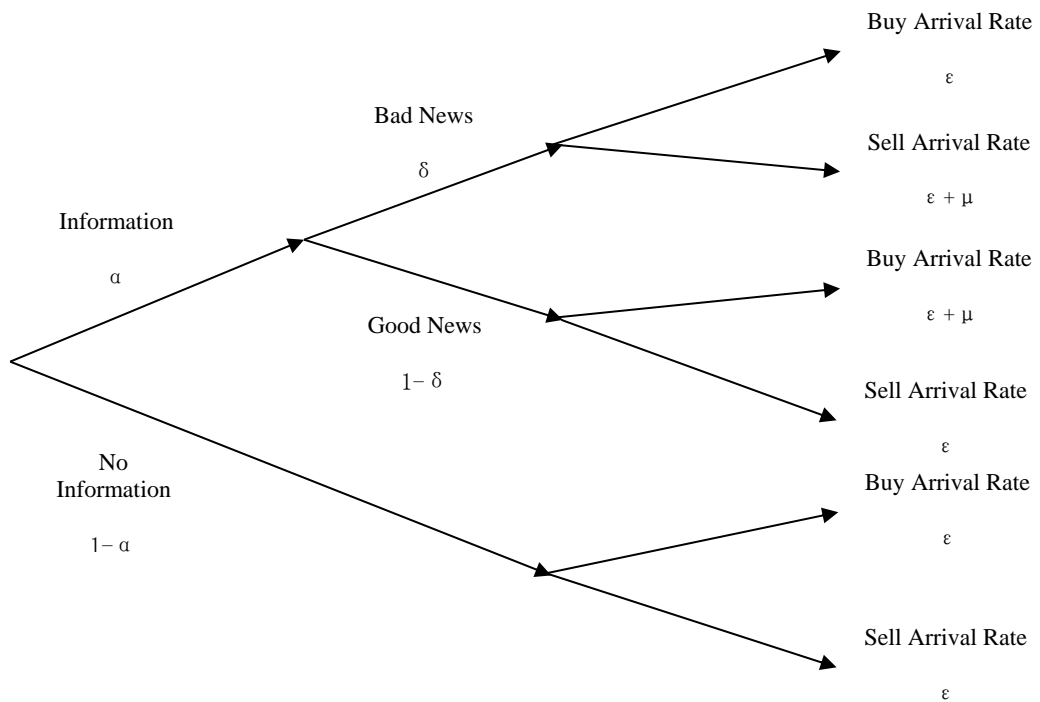 Buy Arrival Rate
ε
Bad News
δ
Sell Arrival Rate
ε + μ
Information
α
Buy Arrival Rate
ε + μ
Good News
1− δ
Sell Arrival Rate
ε
No
Information
1− α
Buy Arrival Rate
ε
Sell Arrival Rate
ε